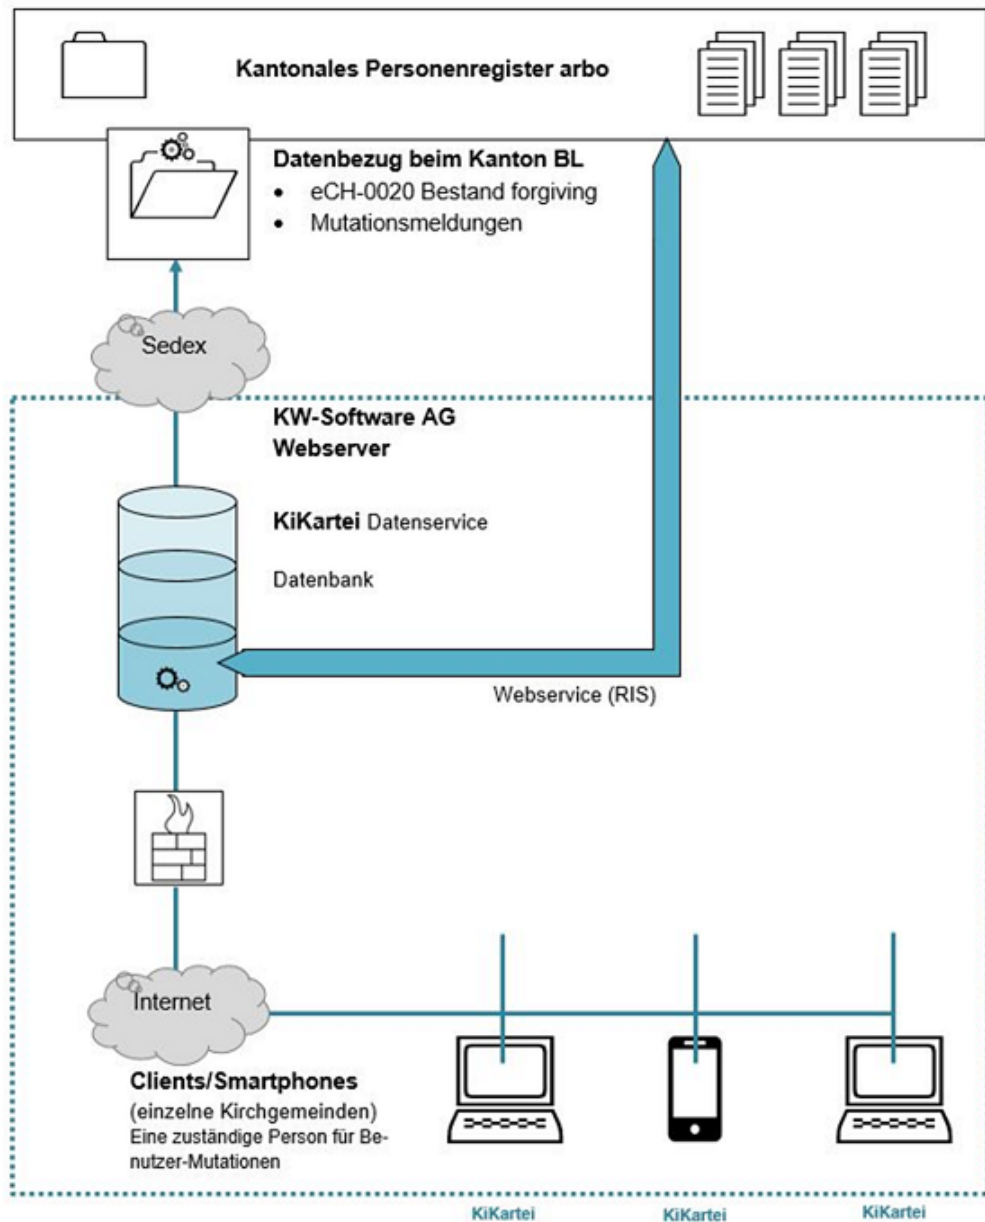 Kantonales Personenregister arbo
Datenbezug beim Kanton BL
• eCH-0020 Bestand forgiving
• Mutationsmeldungen
Sedex
KW-Software AG
Webserver
KiKartei Datenservice
Datenbank
Webservice (RIS)
Internet
Clients/Smartphones
(einzelne Kirchgemeinden)
Eine zuständige Person für Be-
nutzer-Mutationen
KiKartei
KiKartei
KiKartei